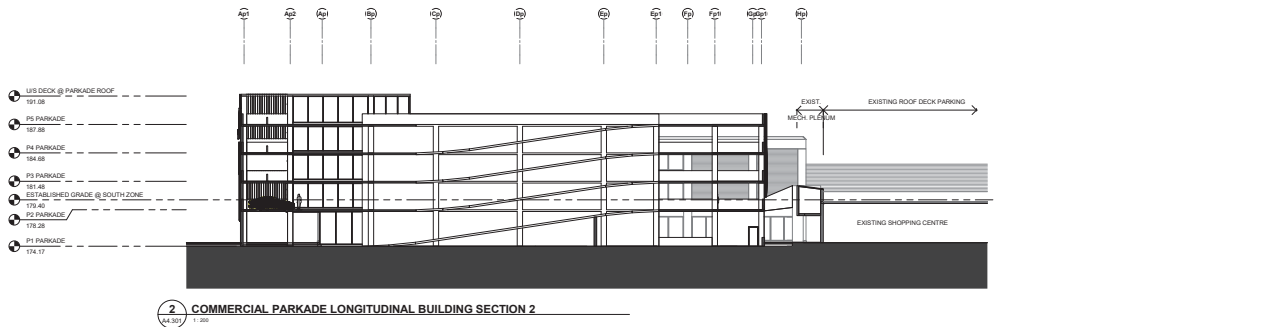 Ap1 Ap2 Ap Bp Cp Dp Ep Ep1 Fp Fp1 Gp Gp1 Hp
U/S DECK @ PARKADE ROOF
191.08
EXIST.
EXISTING ROOF DECK PARKING
MECH. PLENUM
P5 PARKADE
187.88
P4 PARKADE
184.68
P3 PARKADE
181.48
ESTABLISHED GRADE @ SOUTH ZONE
179.40
P2 PARKADE
178.28
EXISTING SHOPPING CENTRE
P1 PARKADE
174.17
2 COMMERCIAL PARKADE LONGITUDINAL BUILDING SECTION 2
A4.301 1 : 200